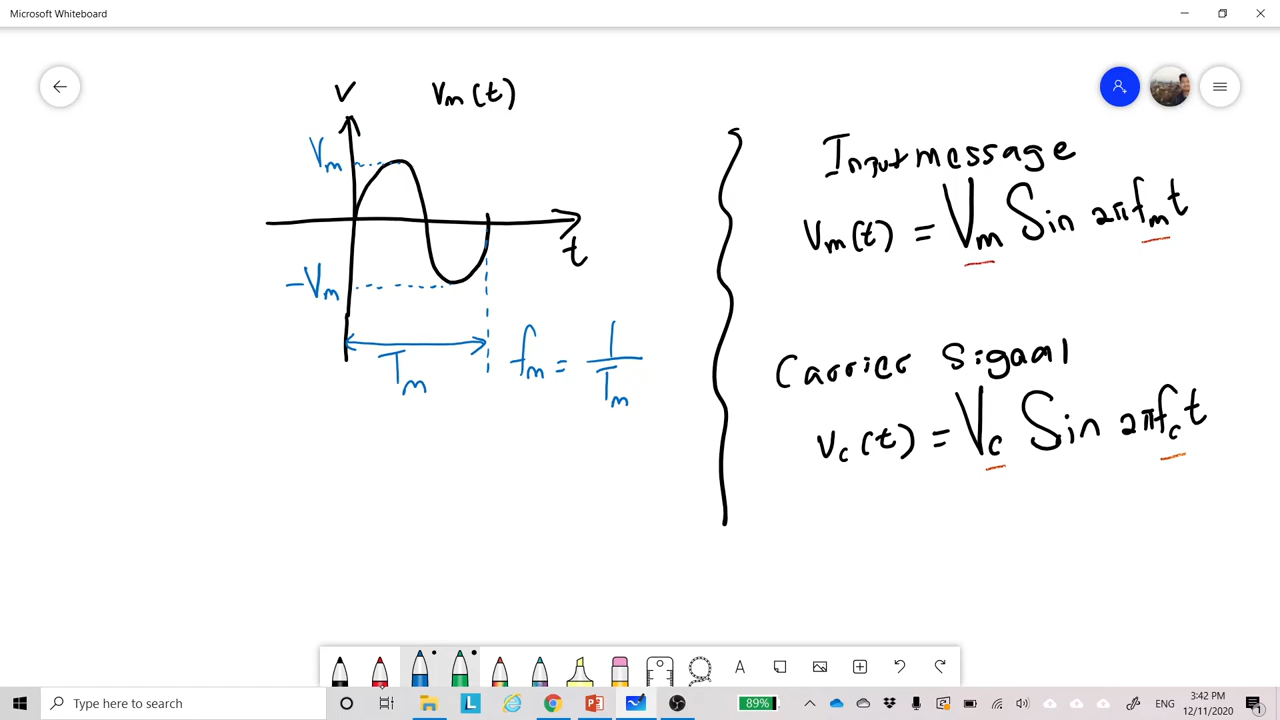 Microsoft Whiteboard
V
Vm(t)
Vm
-Vm
t
Tm
fm = 1/Tm
Input message
Vm(t) = Vm Sin 2πfmt
Carrier Signal
Vc(t) = Vc Sin 2πfct
A
Type here to search
L
89%
ENG
3:42 PM
12/11/2020
1